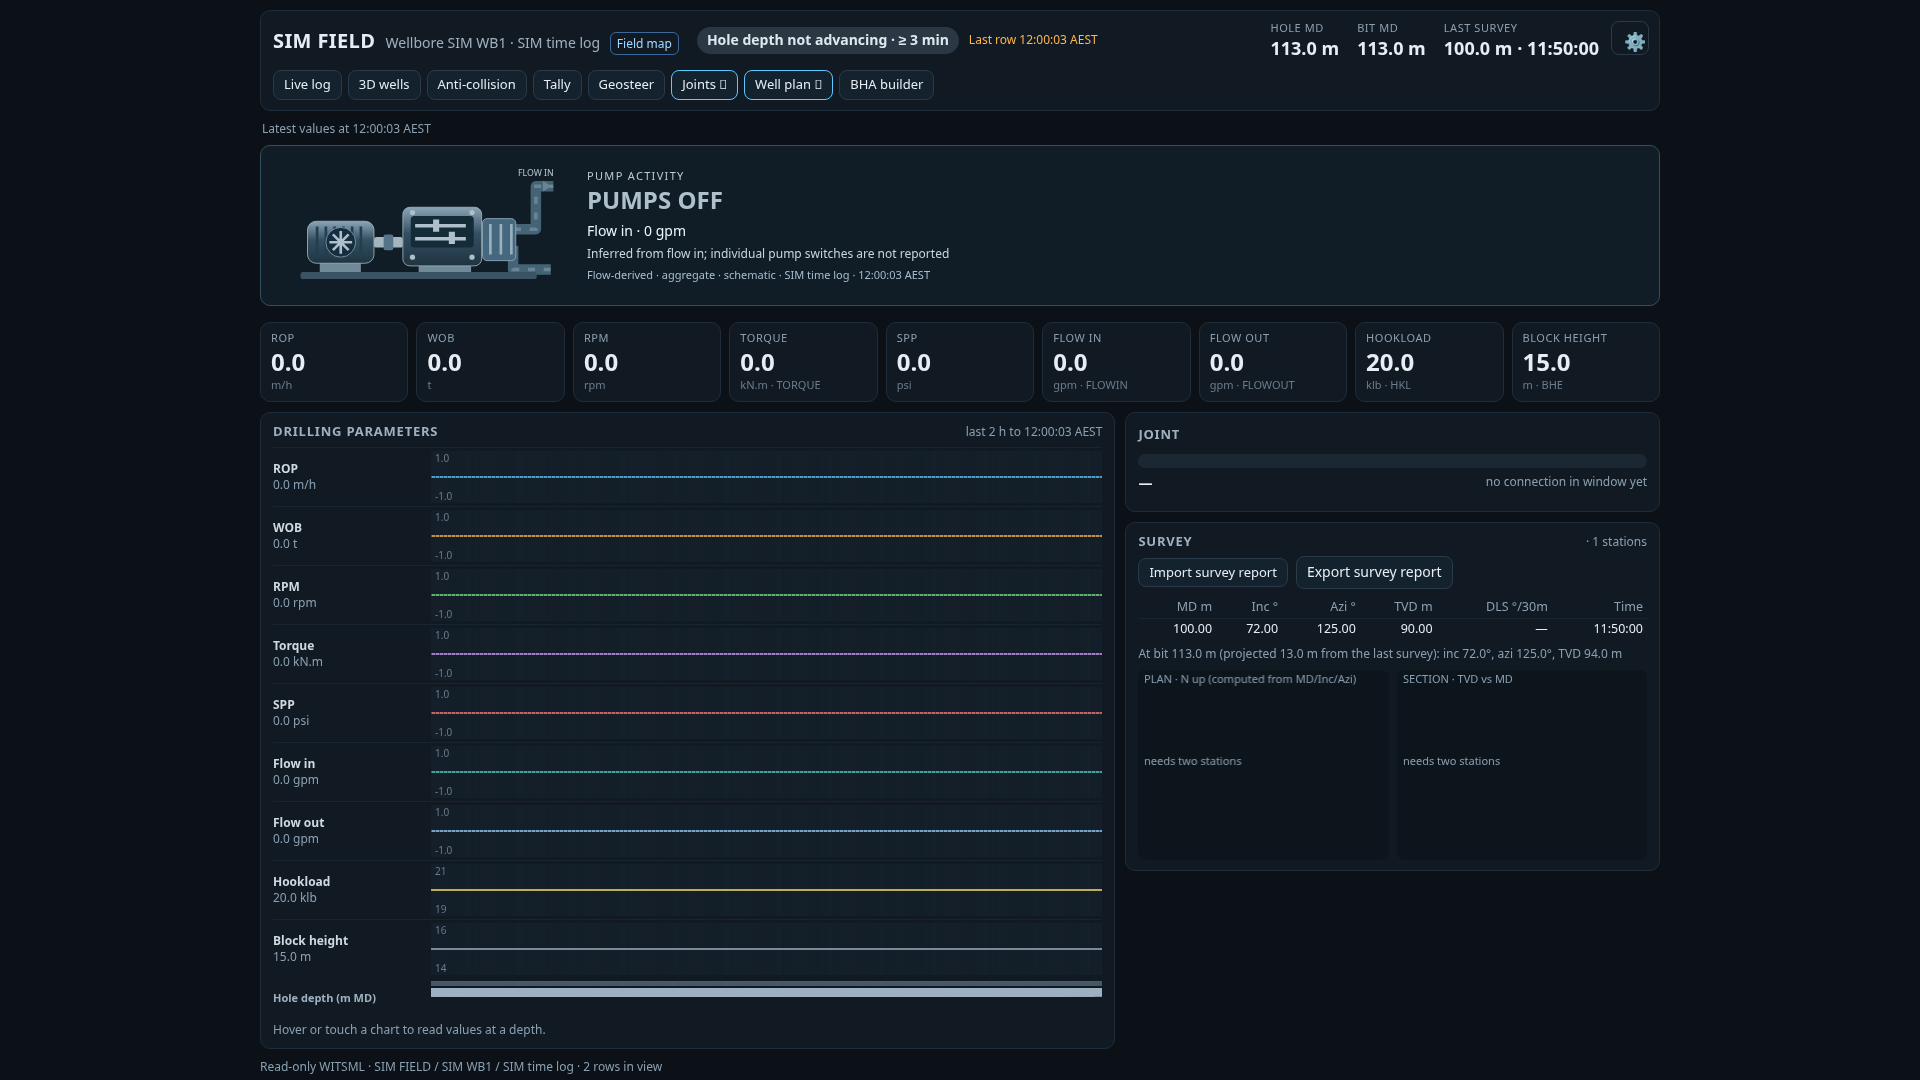 SIM FIELD Wellbore SIM WB1 · SIM time log Field map Hole depth not advancing · ≥ 3 min Last row 12:00:03 AEST
HOLE MD BIT MD LAST SURVEY
113.0 m 113.0 m 100.0 m · 11:50:00
Live log 3D wells Anti-collision Tally Geosteer Joints Well plan BHA builder
Latest values at 12:00:03 AEST
FLOW IN
PUMP ACTIVITY
PUMPS OFF
Flow in · 0 gpm
Inferred from flow in; individual pump switches are not reported
Flow-derived · aggregate · schematic · SIM time log · 12:00:03 AEST
ROP
0.0
m/h
WOB
0.0
t
RPM
0.0
rpm
TORQUE
0.0
kN.m · TORQUE
SPP
0.0
psi
FLOW IN
0.0
gpm · FLOWIN
FLOW OUT
0.0
gpm · FLOWOUT
HOOKLOAD
20.0
klb · HKL
BLOCK HEIGHT
15.0
m · BHE
DRILLING PARAMETERS last 2 h to 12:00:03 AEST
ROP
0.0 m/h
1.0
-1.0
WOB
0.0 t
1.0
-1.0
RPM
0.0 rpm
1.0
-1.0
Torque
0.0 kN.m
1.0
-1.0
SPP
0.0 psi
1.0
-1.0
Flow in
0.0 gpm
1.0
-1.0
Flow out
0.0 gpm
1.0
-1.0
Hookload
20.0 klb
21
19
Block height
15.0 m
16
14
Hole depth (m MD)
Hover or touch a chart to read values at a depth.
JOINT
— no connection in window yet
SURVEY · 1 stations
Import survey report Export survey report
MD m Inc ° Azi ° TVD m DLS °/30m Time
100.00 72.00 125.00 90.00 — 11:50:00
At bit 113.0 m (projected 13.0 m from the last survey): inc 72.0°, azi 125.0°, TVD 94.0 m
PLAN · N up (computed from MD/Inc/Azi)
needs two stations
SECTION · TVD vs MD
needs two stations
Read-only WITSML · SIM FIELD / SIM WB1 / SIM time log · 2 rows in view